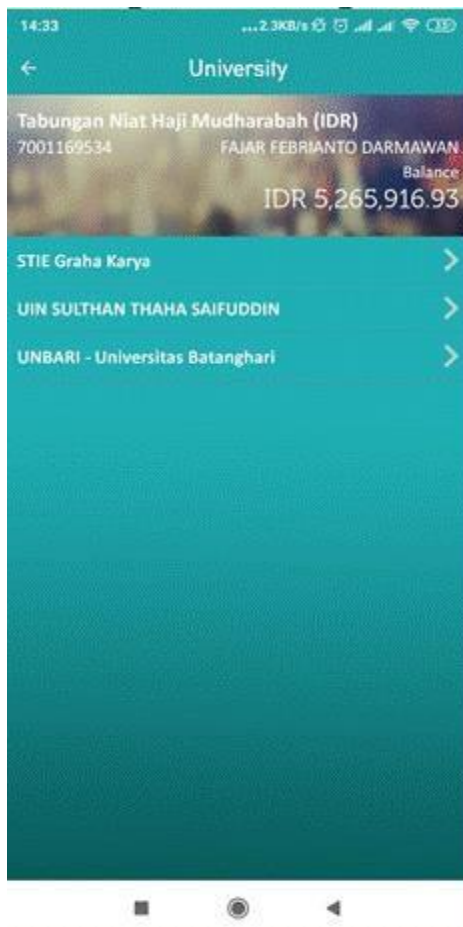 14:33
...2.3KB/s
University
Tabungan Niat Haji Mudharabah (IDR)
7001169534 FAJAR FEBRIANTO DARMAWAN
Balance
IDR 5,265,916.93
STIE Graha Karya
UIN SULTHAN THAHA SAIFUDDIN
UNBARI - Universitas Batanghari